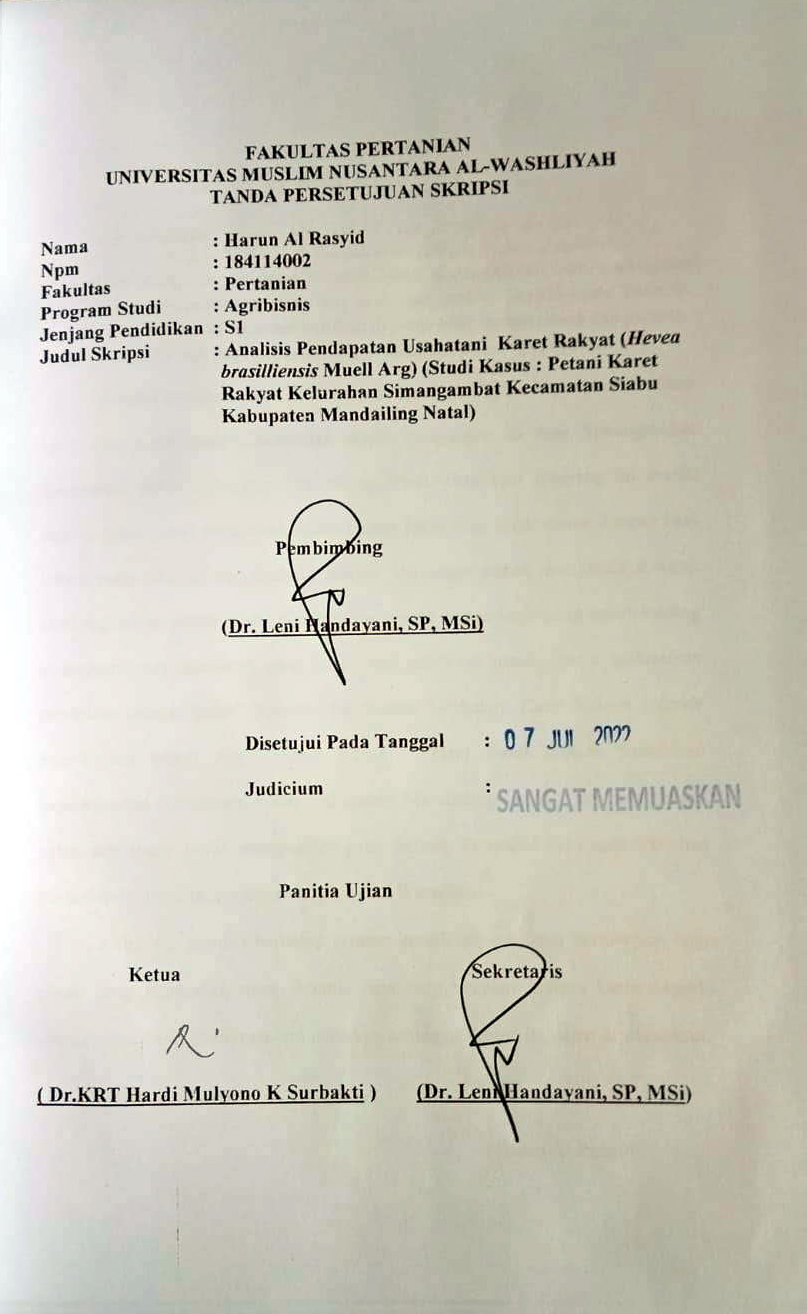 FAKULTAS PERTANIAN
UNIVERSITAS MUSLIM NUSANTARA AL-WASHLIYAH
TANDA PERSETUJUAN SKRIPSI
Nama : Harun Al Rasyid
Npm : 184114002
Fakultas : Pertanian
Program Studi : Agribisnis
Jenjang Pendidikan : S1
Judul Skripsi : Analisis Pendapatan Usahatani Karet Rakyat (Hevea
brasilliensis Muell Arg) (Studi Kasus : Petani Karet
Rakyat Kelurahan Simangambat Kecamatan Siabu
Kabupaten Mandailing Natal)
Pembimbing
(Dr. Leni Handayani, SP, MSi)
Disetujui Pada Tanggal : 07 JUL 2022
Judicium : SANGAT MEMUASKAN
Panitia Ujian
Ketua Sekretaris
( Dr.KRT Hardi Mulyono K Surbakti ) (Dr. Leni Handayani, SP, MSi)